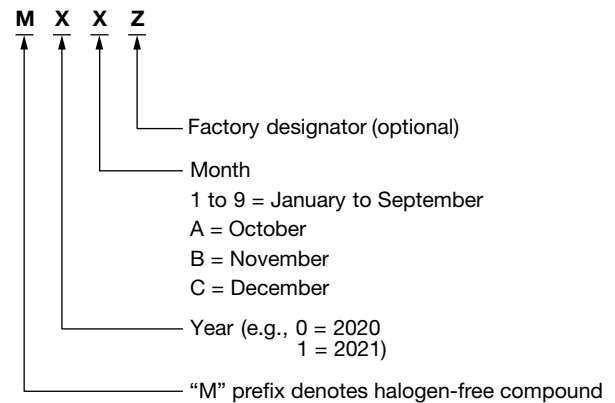 M X X Z
Factory designator (optional)
Month
1 to 9 = January to September
A = October
B = November
C = December
Year (e.g., 0 = 2020
1 = 2021)
“M” prefix denotes halogen-free compound